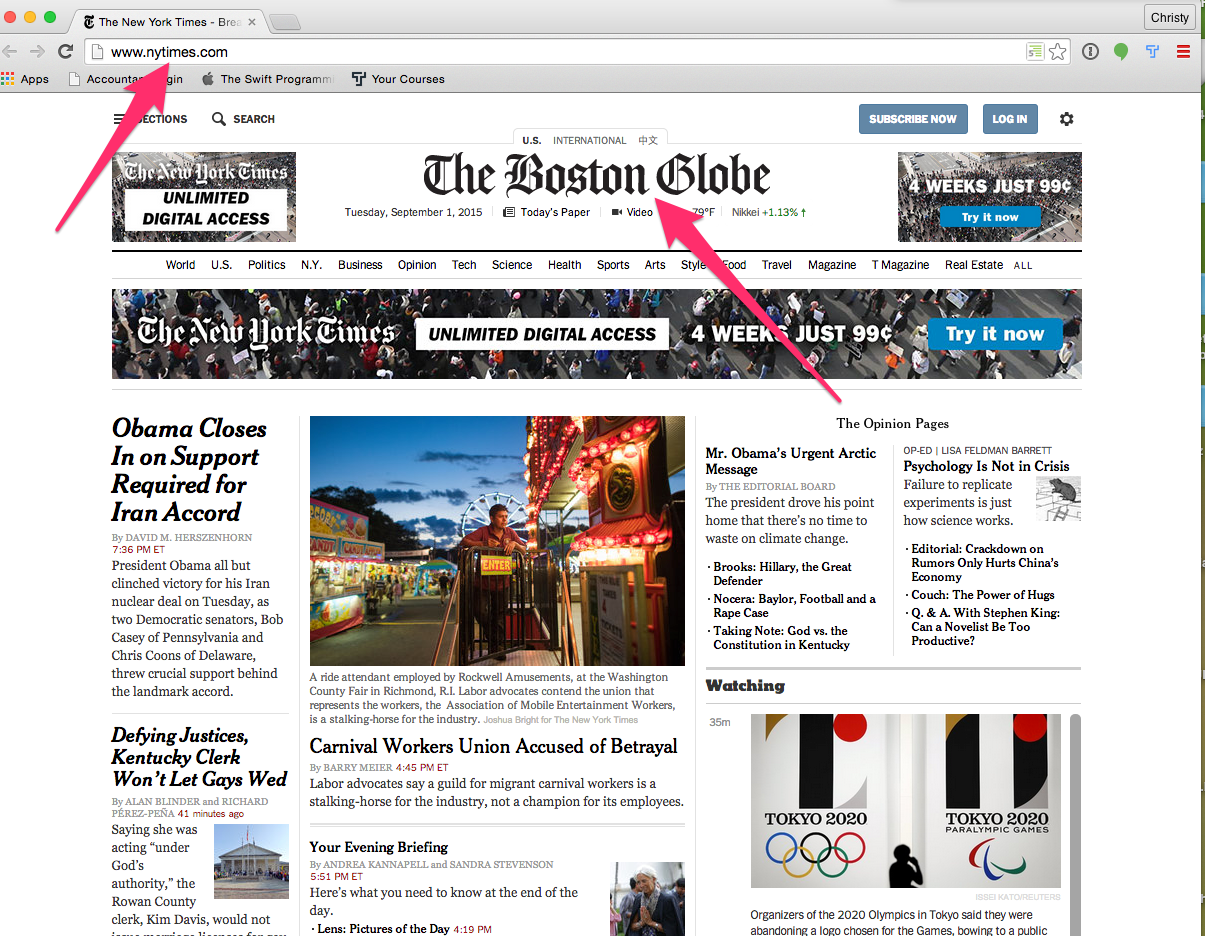 The New York Times - Brea
Christy
www.nytimes.com
Apps
Accountan
gin
The Swift Programmi
Your Courses
SECTIONS
SEARCH
SUBSCRIBE NOW
LOG IN
U.S. INTERNATIONAL 中文
The New York Times
UNLIMITED
DIGITAL ACCESS
The Boston Globe
Tuesday, September 1, 2015
Today's Paper
Video
79°F
Nikkei +1.13% ↑
4 WEEKS JUST 99¢
Try it now
World U.S. Politics N.Y. Business Opinion Tech Science Health Sports Arts Style Food Travel Magazine T Magazine Real Estate ALL
The New York Times UNLIMITED DIGITAL ACCESS 4 WEEKS JUST 99¢ Try it now
Obama Closes
In on Support
Required for
Iran Accord
By DAVID M. HERSZENHORN
7:36 PM ET
President Obama all but
clinched victory for his Iran
nuclear deal on Tuesday, as
two Democratic senators, Bob
Casey of Pennsylvania and
Chris Coons of Delaware,
threw crucial support behind
the landmark accord.
Defying Justices,
Kentucky Clerk
Won't Let Gays Wed
By ALAN BLINDER and RICHARD
PÉREZ-PEÑA 41 minutes ago
Saying she was
acting “under
God's
authority,” the
Rowan County
clerk, Kim Davis, would not
issue marriage licenses for gay
CANDY
CANDY
ENTER
TICKETS
A ride attendant employed by Rockwell Amusements, at the Washington
County Fair in Richmond, R.I. Labor advocates contend the union that
represents the workers, the Association of Mobile Entertainment Workers,
is a stalking-horse for the industry. Joshua Bright for The New York Times
Carnival Workers Union Accused of Betrayal
By BARRY MEIER 4:45 PM ET
Labor advocates say a guild for migrant carnival workers is a
stalking-horse for the industry, not a champion for its employees.
Your Evening Briefing
By ANDREA KANNAPELL and SANDRA STEVENSON
5:51 PM ET
Here's what you need to know at the end of the
day.
· Lens: Pictures of the Day 4:19 PM
The Opinion Pages
Mr. Obama's Urgent Arctic
Message
By THE EDITORIAL BOARD
The president drove his point
home that there's no time to
waste on climate change.
· Brooks: Hillary, the Great
Defender
· Nocera: Baylor, Football and a
Rape Case
· Taking Note: God vs. the
Constitution in Kentucky
OP-ED | LISA FELDMAN BARRETT
Psychology Is Not in Crisis
Failure to replicate
experiments is just
how science works.
· Editorial: Crackdown on
Rumors Only Hurts China's
Economy
· Couch: The Power of Hugs
· Q. & A. With Stephen King:
Can a Novelist Be Too
Productive?
Watching
35m
TOKYO 2020
TOKYO 2020
PARALYMPIC GAMES
ISSEI KATO/REUTERS
Organizers of the 2020 Olympics in Tokyo said they were
abandoning a logo chosen for the Games, bowing to a public